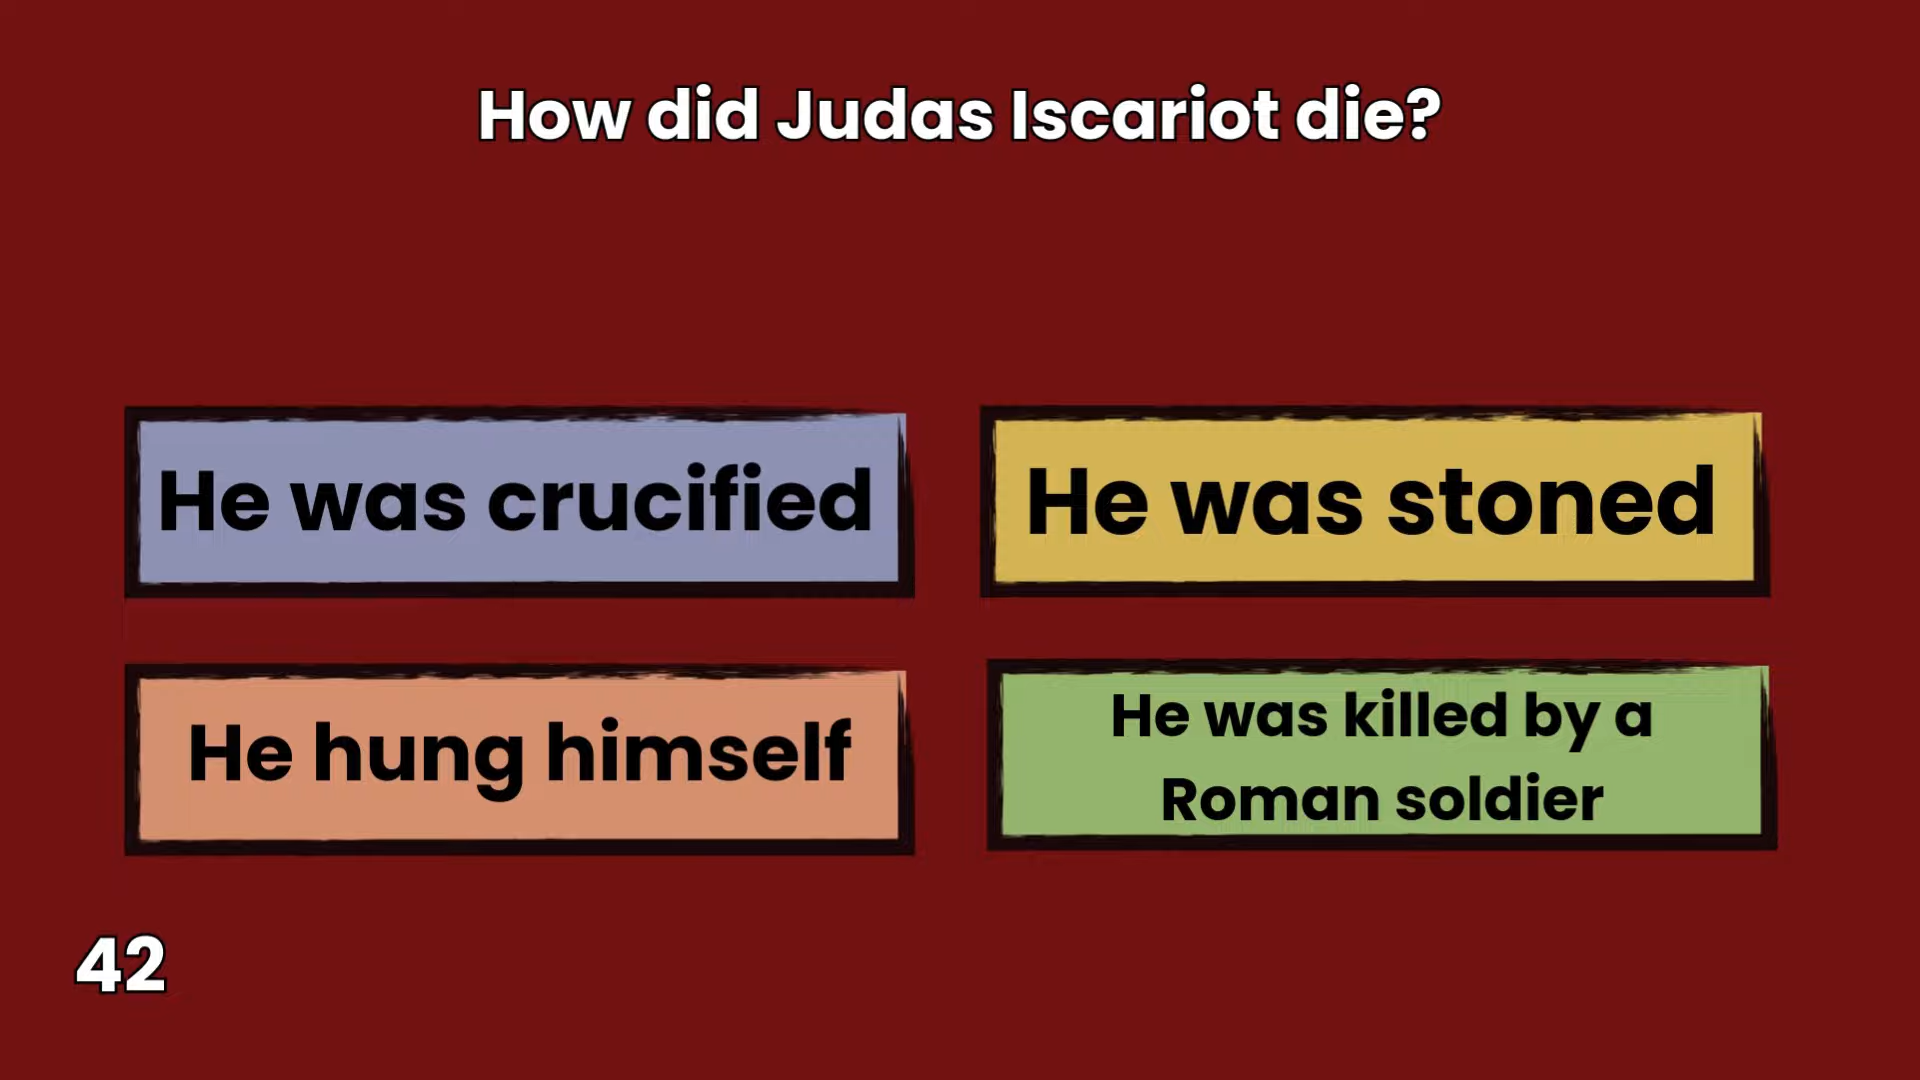 How did Judas Iscariot die?
He was crucified
He was stoned
He hung himself
He was killed by a
Roman soldier
42